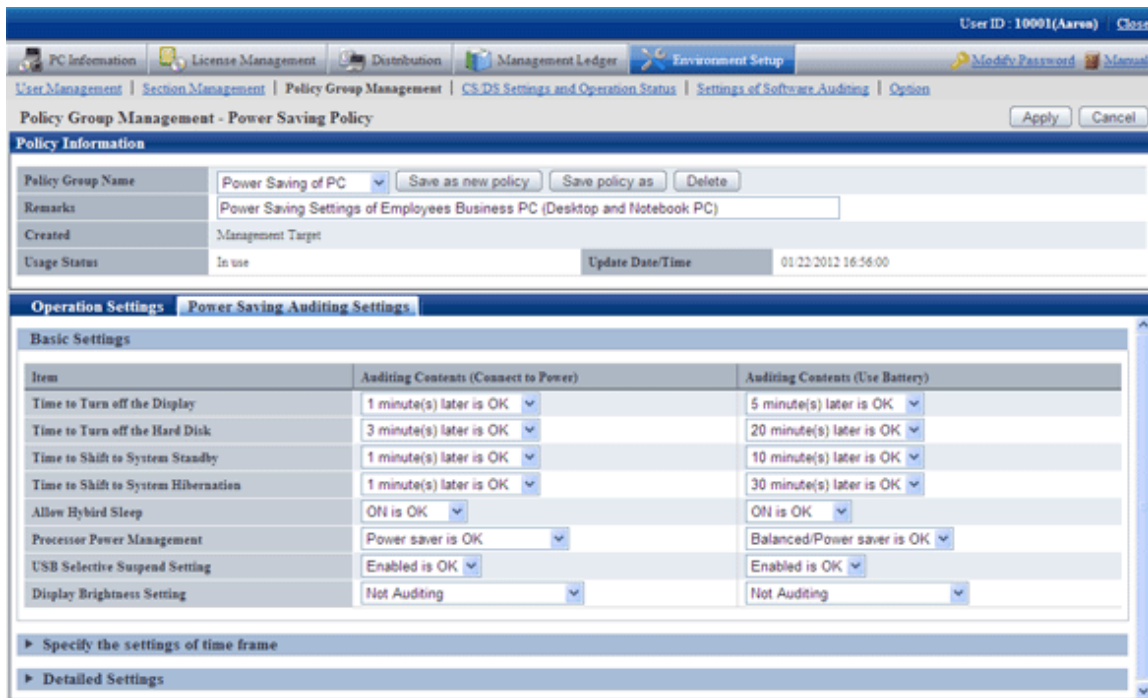 User ID : 10001(Aaron) Close
PC Information License Management Distribution Management Ledger Environment Setup Modify Password Manual
User Management | Section Management | Policy Group Management | CS/DS Settings and Operation Status | Settings of Software Auditing | Option
Policy Group Management - Power Saving Policy Apply Cancel
Policy Information
Policy Group Name Power Saving of PC Save as new policy Save policy as Delete
Remarks Power Saving Settings of Employees Business PC (Desktop and Notebook PC)
Created Management Target
Usage Status In use Update Date/Time 01/22/2012 16:56:00
Operation Settings Power Saving Auditing Settings
Basic Settings
Item Auditing Contents (Connect to Power) Auditing Contents (Use Battery)
Time to Turn off the Display 1 minute(s) later is OK 5 minute(s) later is OK
Time to Turn off the Hard Disk 3 minute(s) later is OK 20 minute(s) later is OK
Time to Shift to System Standby 1 minute(s) later is OK 10 minute(s) later is OK
Time to Shift to System Hibernation 1 minute(s) later is OK 30 minute(s) later is OK
Allow Hybird Sleep ON is OK ON is OK
Processor Power Management Power saver is OK Balanced/Power saver is OK
USB Selective Suspend Setting Enabled is OK Enabled is OK
Display Brightness Setting Not Auditing Not Auditing
Specify the settings of time frame
Detailed Settings